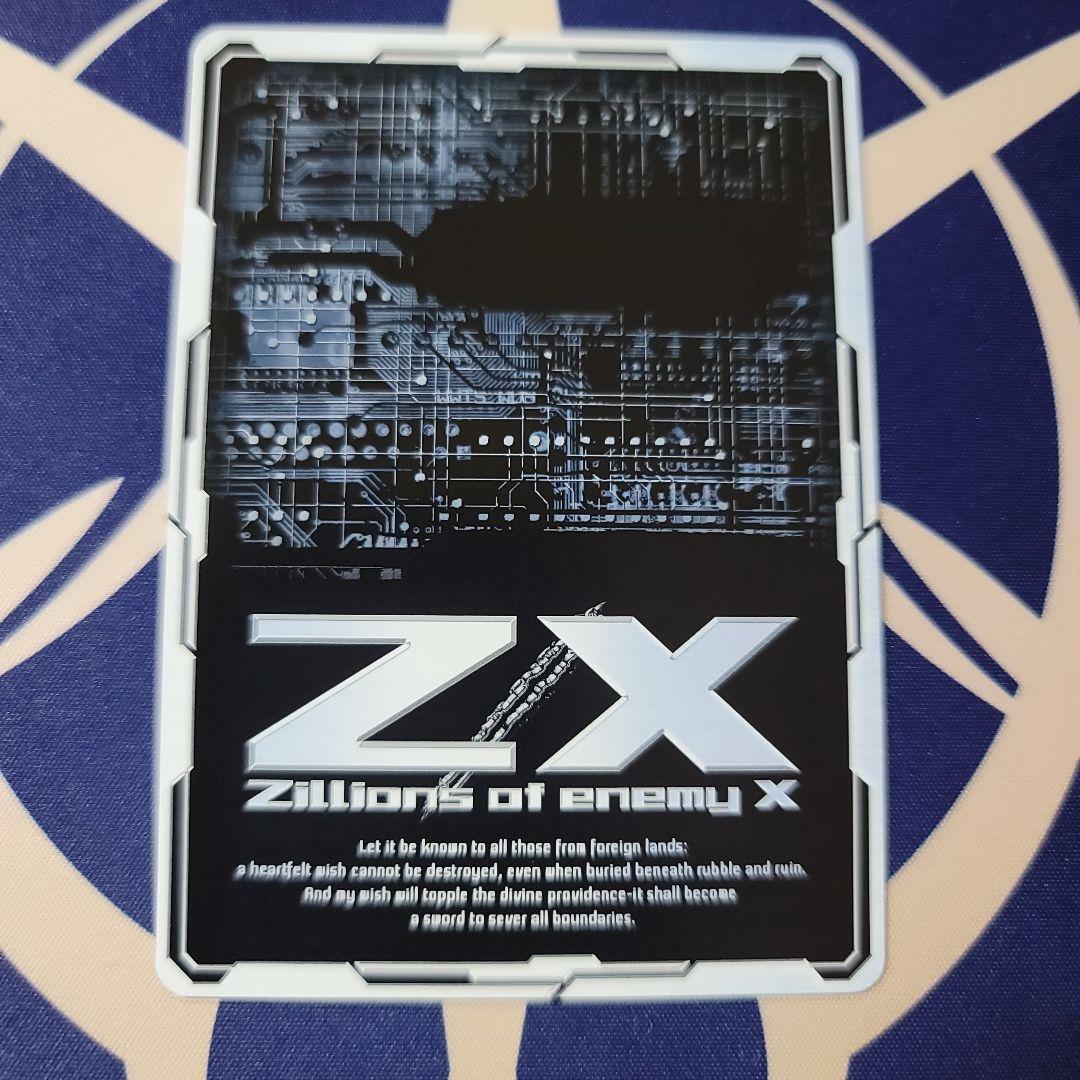 Z/X
Zillions of enemy X
Let it be known to all those from foreign lands:
a heartfelt wish cannot be destroyed, even when buried beneath rubble and ruin.
And my wish will topple the divine providence-it shall become
a sword to sever all boundaries.